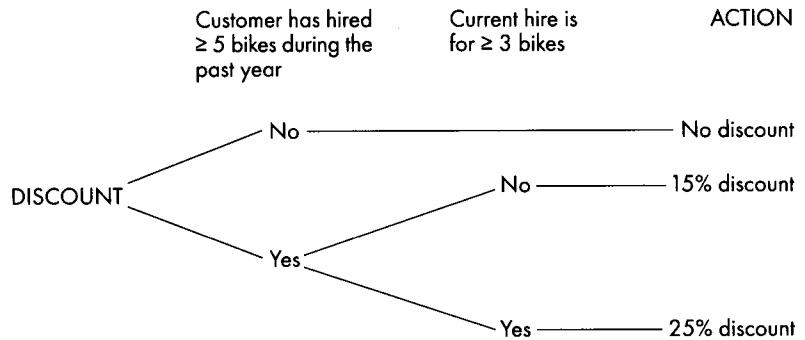 Customer has hired
≥ 5 bikes during the
past year
Current hire is
for ≥ 3 bikes
ACTION
No
No discount
DISCOUNT
No
15% discount
Yes
Yes
25% discount